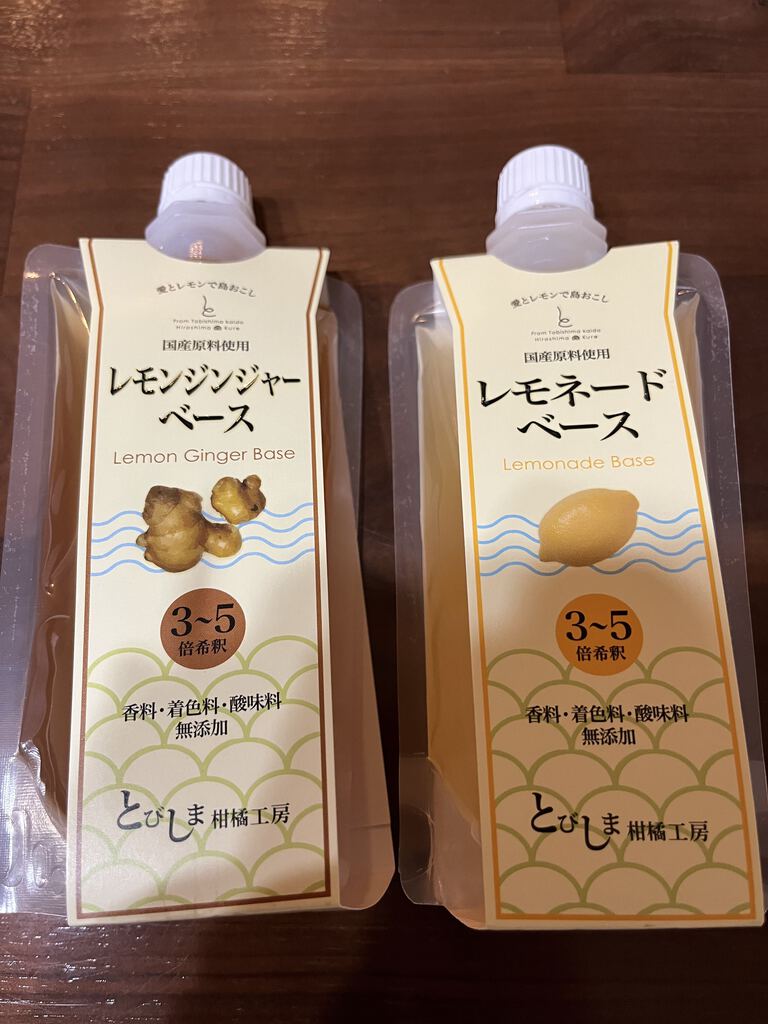 愛とレモンで島おこし
From Tobishima kaido
Hiroshima Kure
国産原料使用
レモンジンジャー
ベース
Lemon Ginger Base
3~5
倍希釈
香料・着色料・酸味料
無添加
とびしま柑橘工房
愛とレモンで島おこし
From Tobishima kaido
Hiroshima Kure
国産原料使用
レモネード
ベース
Lemonade Base
3~5
倍希釈
香料・着色料・酸味料
無添加
とびしま柑橘工房